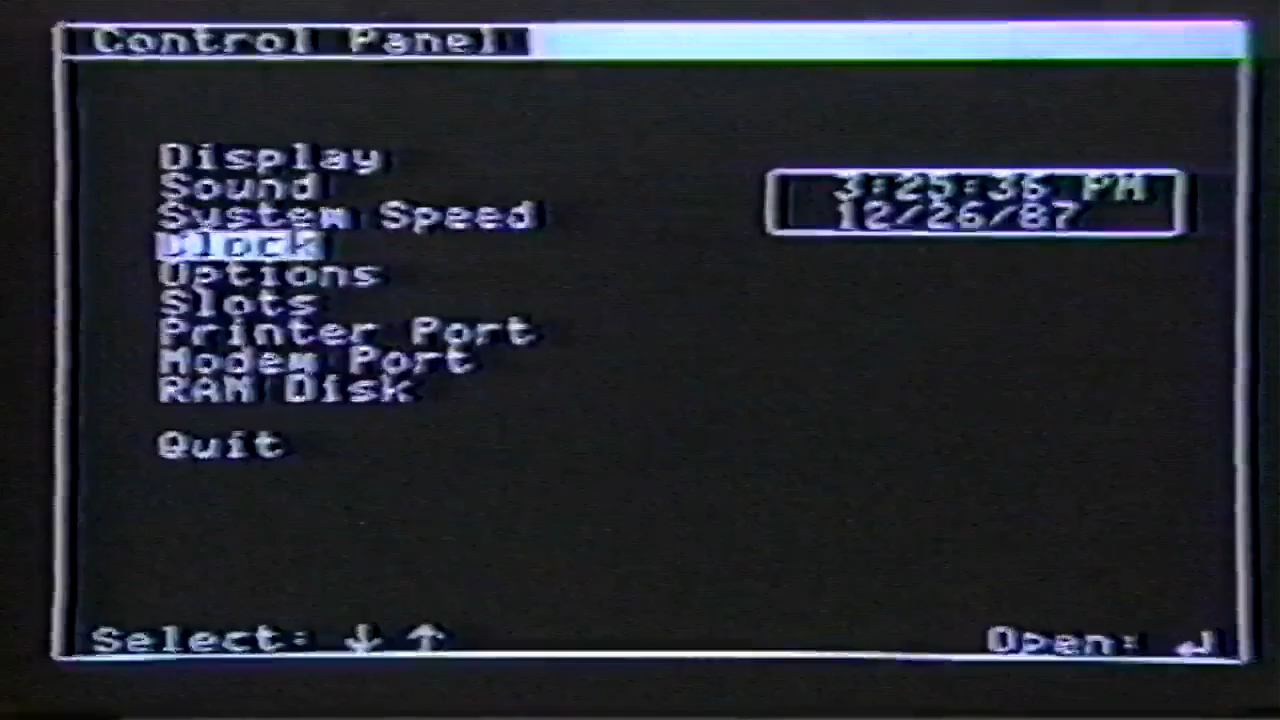 Control Panel
Display
Sound
System Speed
Clock
Options
Slots
Printer Port
Modem Port
RAM Disk
Quit
3:25:36 PM
12/26/87
Select: ↓ ↑
Open: ↵